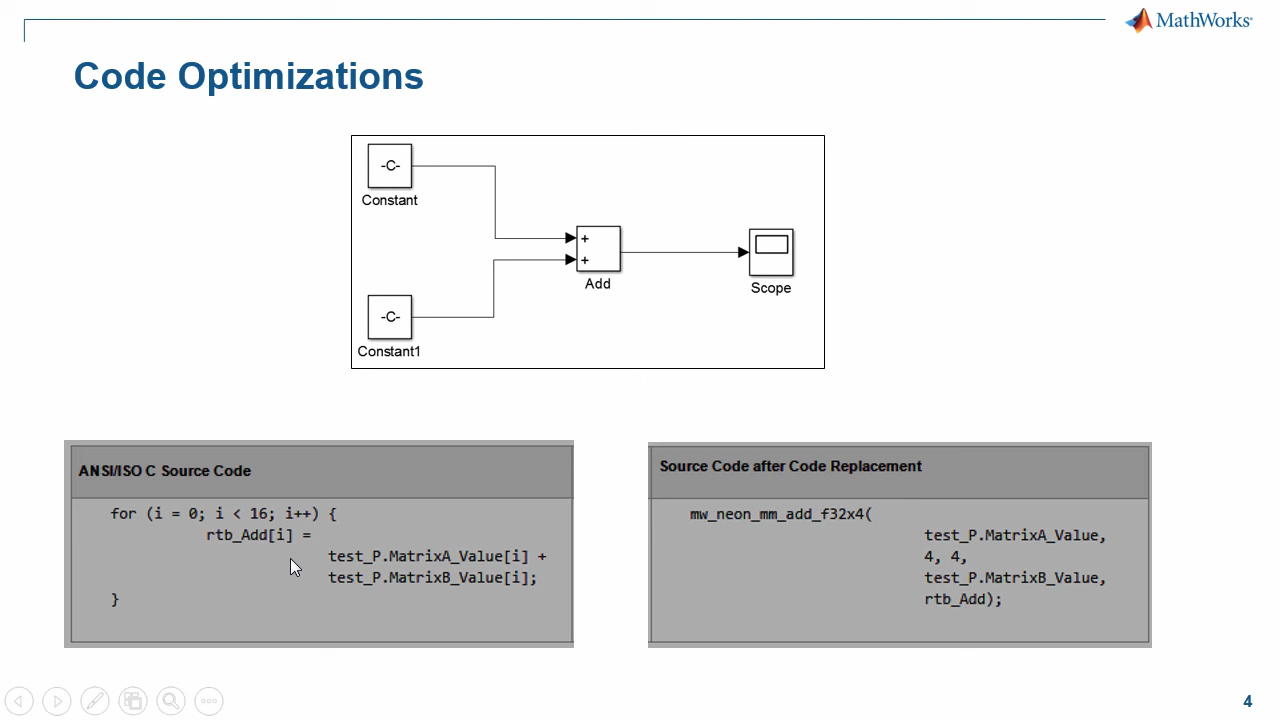 MathWorks®
Code Optimizations
-C-
Constant
+
+
Add
Scope
-C-
Constant1
ANSI/ISO C Source Code
for (i = 0; i < 16; i++) {
rtb_Add[i] =
test_P.MatrixA_Value[i] +
test_P.MatrixB_Value[i];
}
Source Code after Code Replacement
mw_neon_mm_add_f32x4(
test_P.MatrixA_Value,
4, 4,
test_P.MatrixB_Value,
rtb_Add);
4